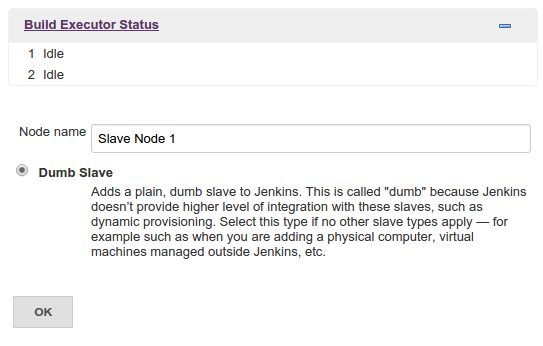 Build Executor Status
1 Idle
2 Idle
Node name Slave Node 1
Dumb Slave
Adds a plain, dumb slave to Jenkins. This is called "dumb" because Jenkins
doesn't provide higher level of integration with these slaves, such as
dynamic provisioning. Select this type if no other slave types apply — for
example such as when you are adding a physical computer, virtual
machines managed outside Jenkins, etc.
OK